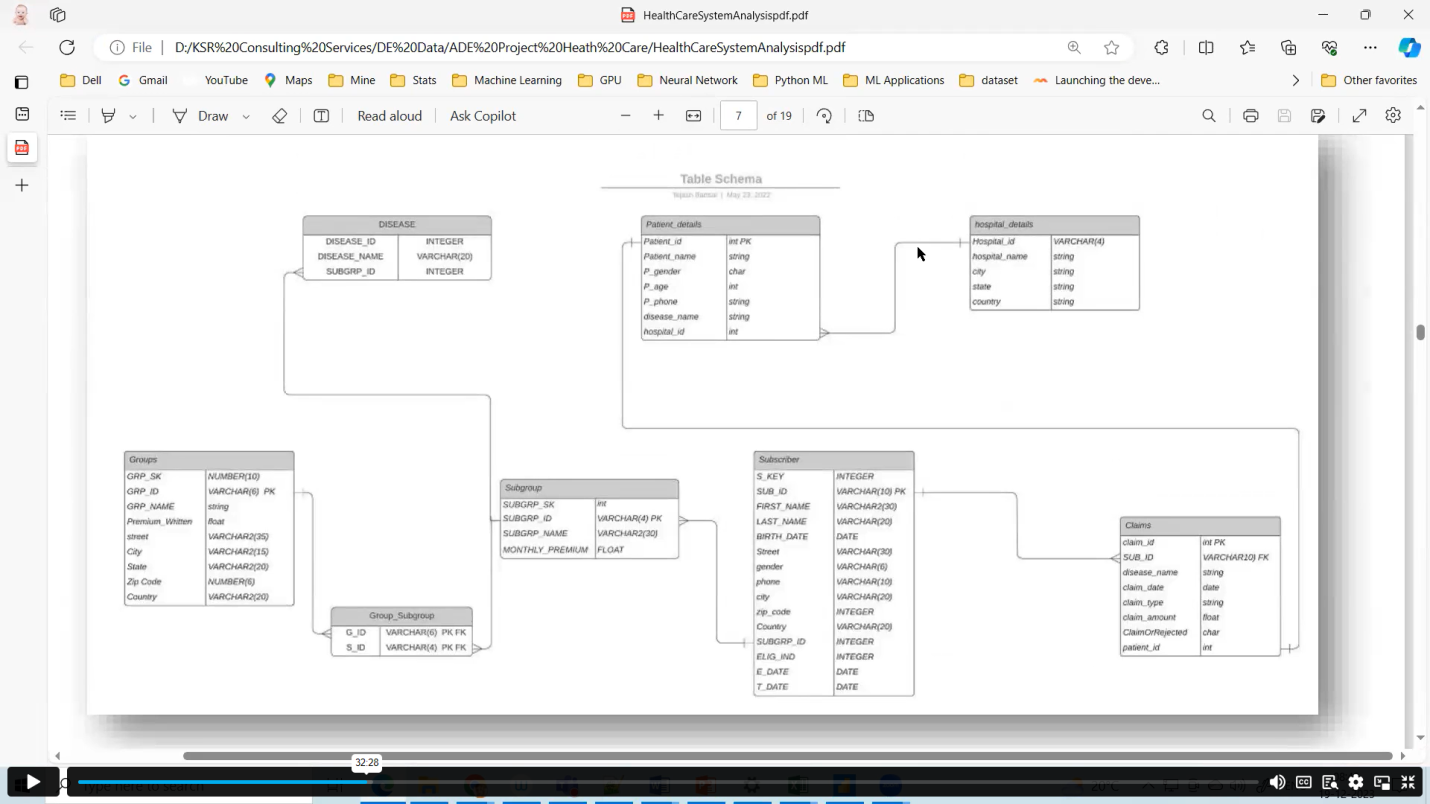 HealthCareSystemAnalysispdf.pdf
File D:/KSR%20Consulting%20Services/DE%20Data/ADE%20Project%20Heath%20Care/HealthCareSystemAnalysispdf.pdf
Dell Gmail YouTube Maps Mine Stats Machine Learning GPU Neural Network Python ML ML Applications dataset Launching the deve... Other favorites
Draw Read aloud Ask Copilot 7 of 19
Table Schema
May 23, 2022
DISEASE
DISEASE_ID INTEGER
DISEASE_NAME VARCHAR(20)
SUBGRP_ID INTEGER
Patient_details
Patient_id int PK
Patient_name string
P_gender char
P_age int
P_phone string
disease_name string
hospital_id int
hospital_details
Hospital_id VARCHAR(4)
hospital_name string
city string
state string
country string
Groups
GRP_SK NUMBER(10)
GRP_ID VARCHAR(6) PK
GRP_NAME string
Premium_Written float
street VARCHAR2(35)
City VARCHAR2(15)
State VARCHAR2(20)
Zip Code NUMBER(6)
Country VARCHAR2(20)
Group_Subgroup
G_ID VARCHAR(6) PK FK
S_ID VARCHAR(4) PK FK
Subgroup
SUBGRP_SK int
SUBGRP_ID VARCHAR(4) PK
SUBGRP_NAME VARCHAR2(30)
MONTHLY_PREMIUM FLOAT
Subscriber
S_KEY INTEGER
SUB_ID VARCHAR(10) PK
FIRST_NAME VARCHAR2(30)
LAST_NAME VARCHAR(20)
BIRTH_DATE DATE
Street VARCHAR(30)
gender VARCHAR(6)
phone VARCHAR(10)
city VARCHAR(20)
zip_code INTEGER
Country VARCHAR(20)
SUBGRP_ID INTEGER
ELIG_IND INTEGER
E_DATE DATE
T_DATE DATE
Claims
claim_id int PK
SUB_ID VARCHAR10) FK
disease_name string
claim_date date
claim_type string
claim_amount float
ClaimOrRejected char
patient_id int
32:28
Type here to search